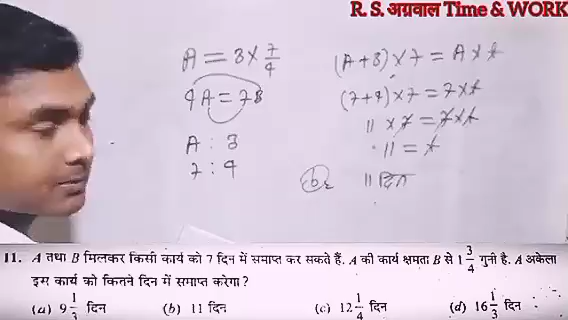 R. S. अग्रवाल Time & WORK
A = B × 7/4
4A = 7B
A : B
7 : 4
(A+B) × 7 = A × t
(7+4) × 7 = 7 × t
11 × 7 = 7 × t
11 = t
(b) 11 दिन
11. A तथा B मिलकर किसी कार्य को 7 दिन में समाप्त कर सकते हैं. A की कार्य क्षमता B से 1 3/4 गुनी है. A अकेला
इस कार्य को कितने दिन में समाप्त करेगा ?
(a) 9 1/3 दिन (b) 11 दिन (c) 12 1/4 दिन (d) 16 1/3 दिन